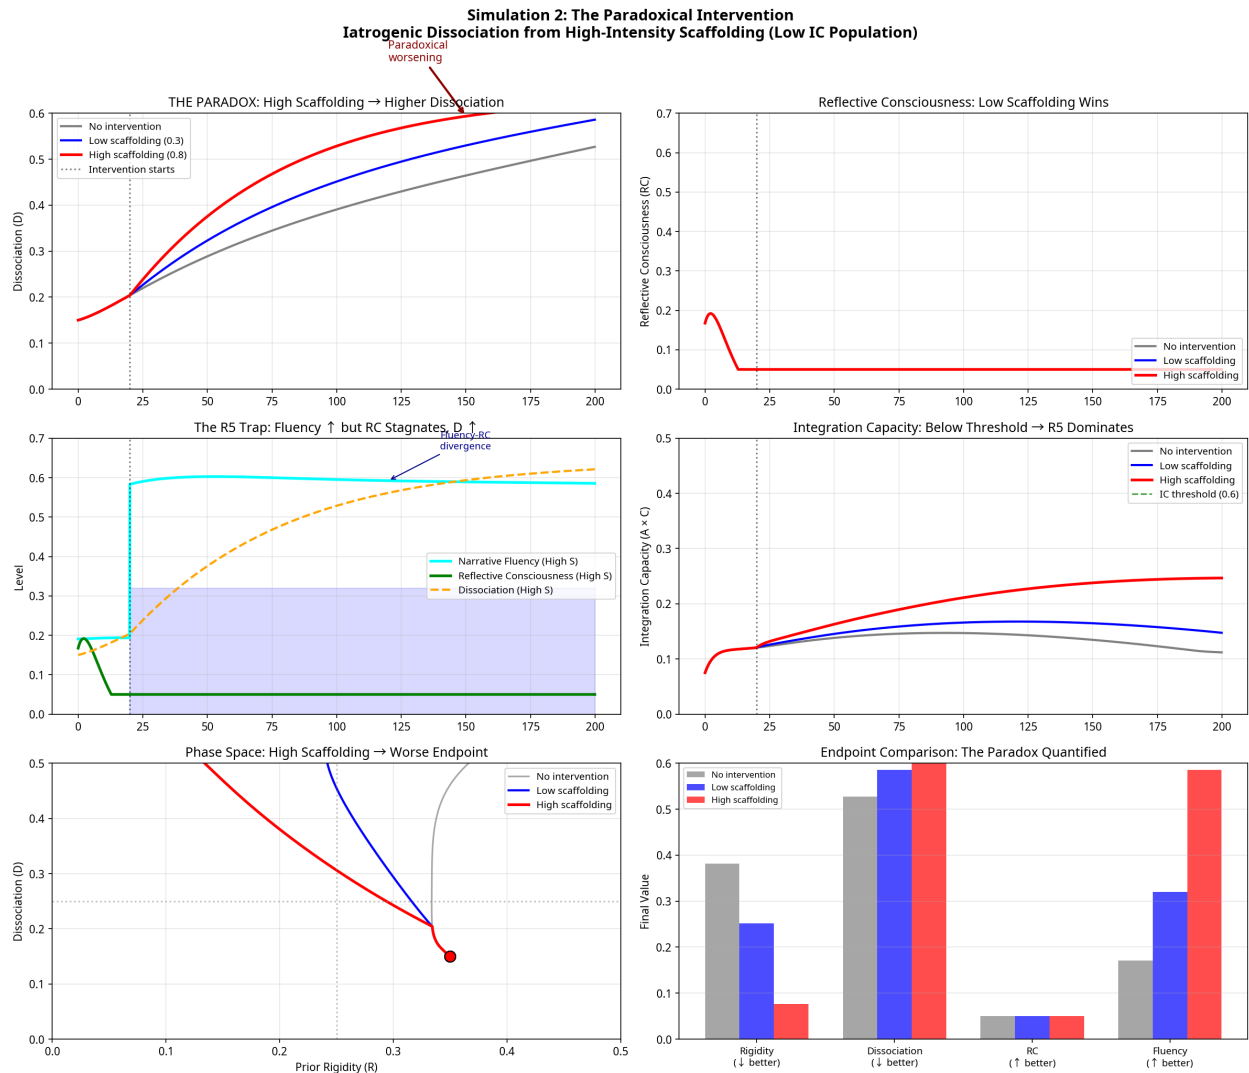 Simulation 2: The Paradoxical Intervention
Iatrogenic Dissociation from High-Intensity Scaffolding (Low IC Population)
Paradoxical
worsening
THE PARADOX: High Scaffolding → Higher Dissociation
Dissociation (D)
0.6
0.5
0.4
0.3
0.2
0.1
0.0
No intervention
Low scaffolding (0.3)
High scaffolding (0.8)
Intervention starts
0 25 50 75 100 125 150 175 200
Reflective Consciousness: Low Scaffolding Wins
Reflective Consciousness (RC)
0.7
0.6
0.5
0.4
0.3
0.2
0.1
0.0
No intervention
Low scaffolding
High scaffolding
0 25 50 75 100 125 150 175 200
The R5 Trap: Fluency ↑ but RC Stagnates, D ↑
Fluency-RC
divergence
Level
0.7
0.6
0.5
0.4
0.3
0.2
0.1
0.0
Narrative Fluency (High S)
Reflective Consciousness (High S)
Dissociation (High S)
0 25 50 75 100 125 150 175 200
Integration Capacity: Below Threshold → R5 Dominates
Integration Capacity (A × C)
0.5
0.4
0.3
0.2
0.1
0.0
No intervention
Low scaffolding
High scaffolding
IC threshold (0.6)
0 25 50 75 100 125 150 175 200
Phase Space: High Scaffolding → Worse Endpoint
Dissociation (D)
0.5
0.4
0.3
0.2
0.1
0.0
No intervention
Low scaffolding
High scaffolding
0.0 0.1 0.2 0.3 0.4 0.5
Prior Rigidity (R)
Endpoint Comparison: The Paradox Quantified
Final Value
0.6
0.5
0.4
0.3
0.2
0.1
0.0
No intervention
Low scaffolding
High scaffolding
Rigidity
(↓ better)
Dissociation
(↓ better)
RC
(↑ better)
Fluency
(↑ better)